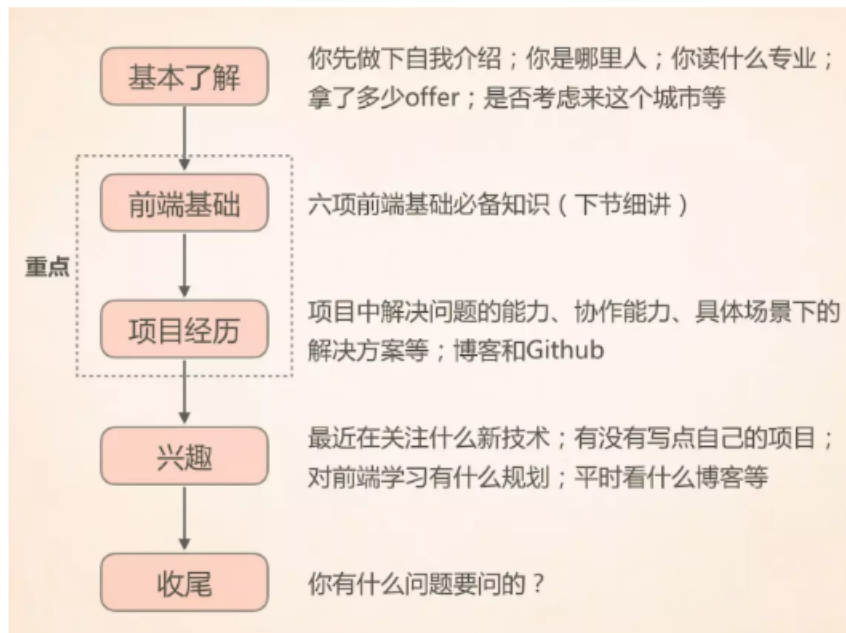 基本了解
你先做下自我介绍；你是哪里人；你读什么专业；
拿了多少offer；是否考虑来这个城市等
前端基础
六项前端基础必备知识（下节细讲）
重点
项目经历
项目中解决问题的能力、协作能力、具体场景下的
解决方案等；博客和Github
兴趣
最近在关注什么新技术；有没有写点自己的项目；
对前端学习有什么规划；平时看什么博客等
收尾
你有什么问题要问的？